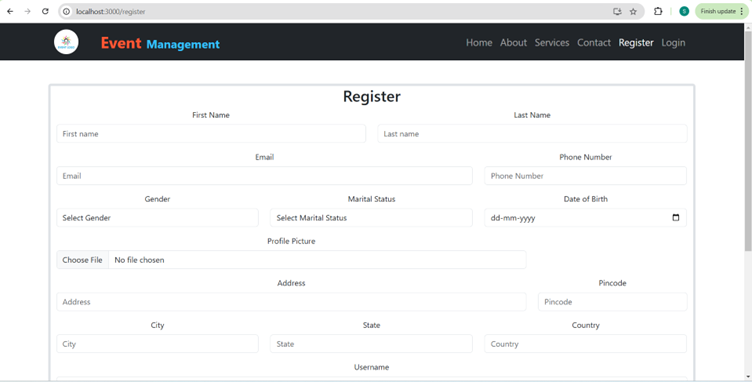 localhost:3000/register
Finish update
Event Management
Home About Services Contact Register Login
Register
First Name Last Name
First name Last name
Email Phone Number
Email Phone Number
Gender Marital Status Date of Birth
Select Gender Select Marital Status dd-mm-yyyy
Profile Picture
Choose File No file chosen
Address Pincode
Address Pincode
City State Country
City State Country
Username